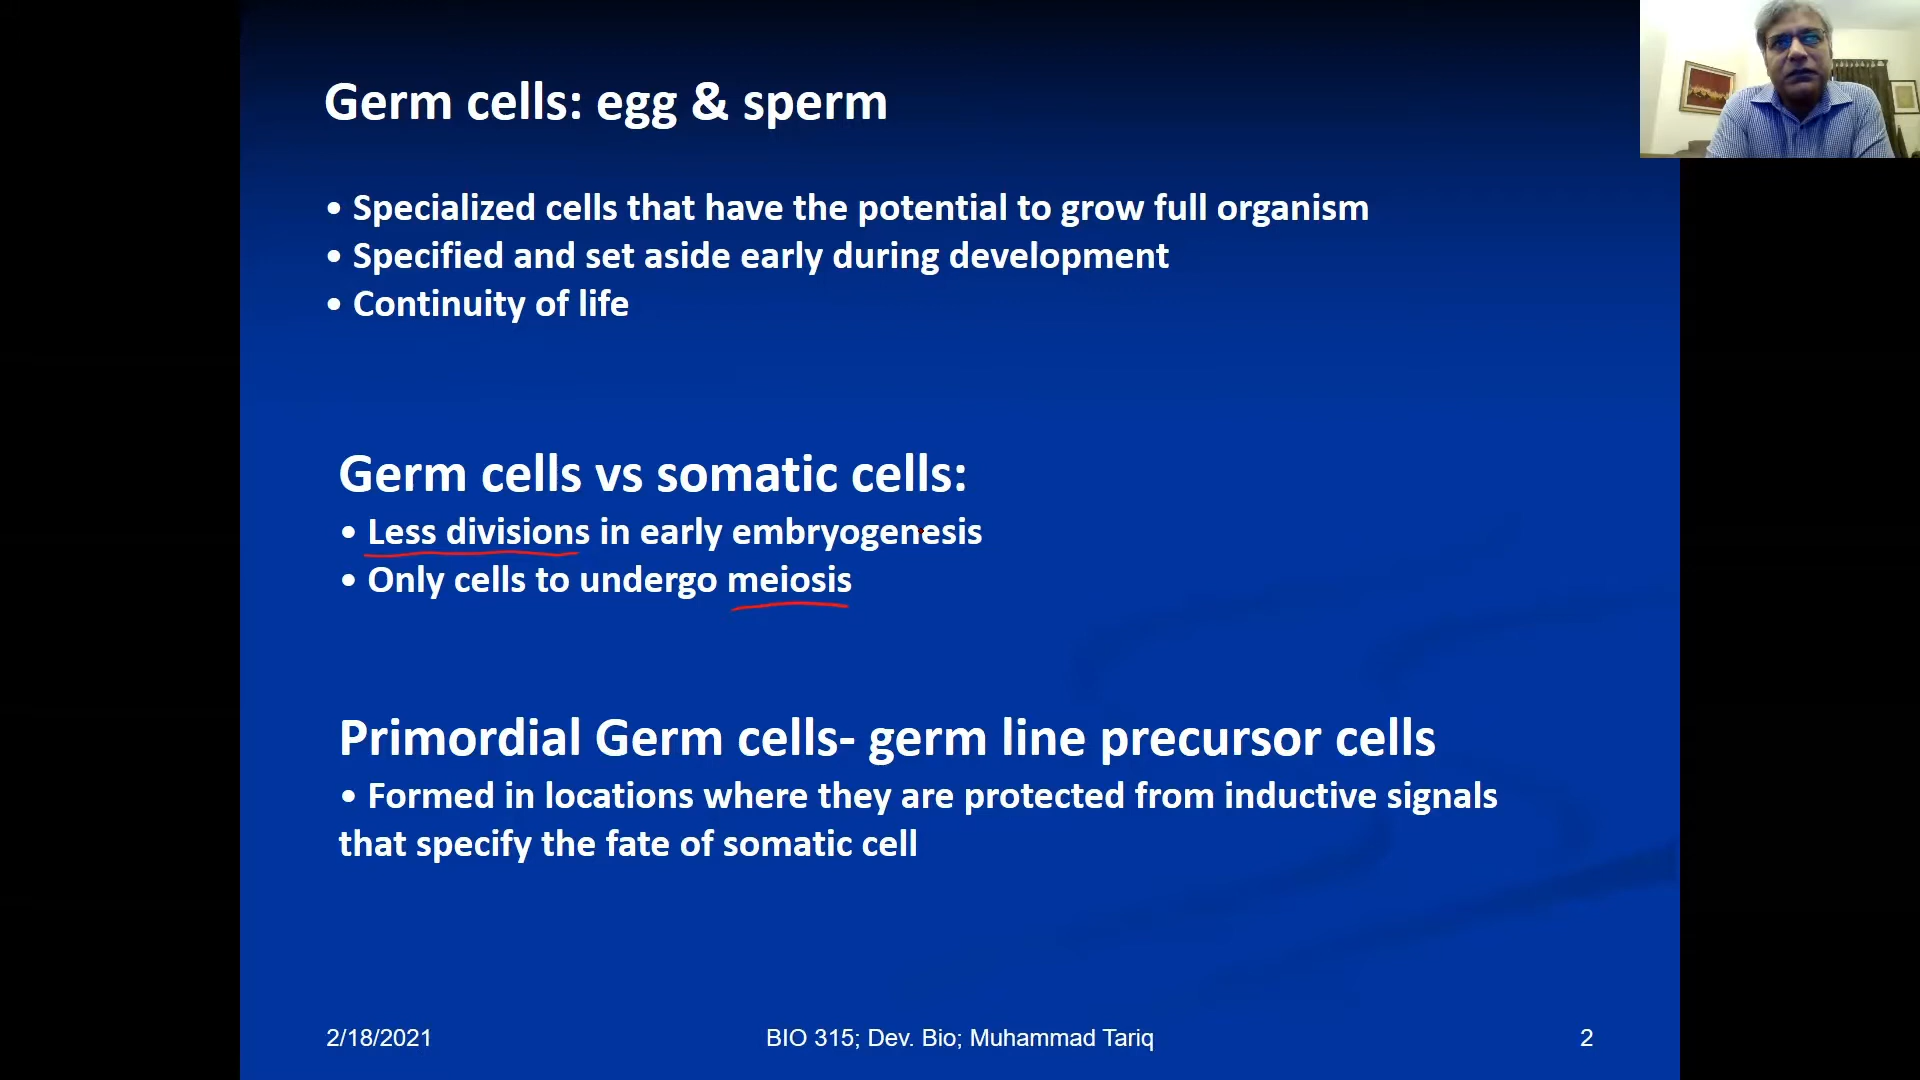 Germ cells: egg & sperm
• Specialized cells that have the potential to grow full organism
• Specified and set aside early during development
• Continuity of life
Germ cells vs somatic cells:
• Less divisions in early embryogenesis
• Only cells to undergo meiosis
Primordial Germ cells- germ line precursor cells
• Formed in locations where they are protected from inductive signals
that specify the fate of somatic cell
2/18/2021
BIO 315; Dev. Bio; Muhammad Tariq
2